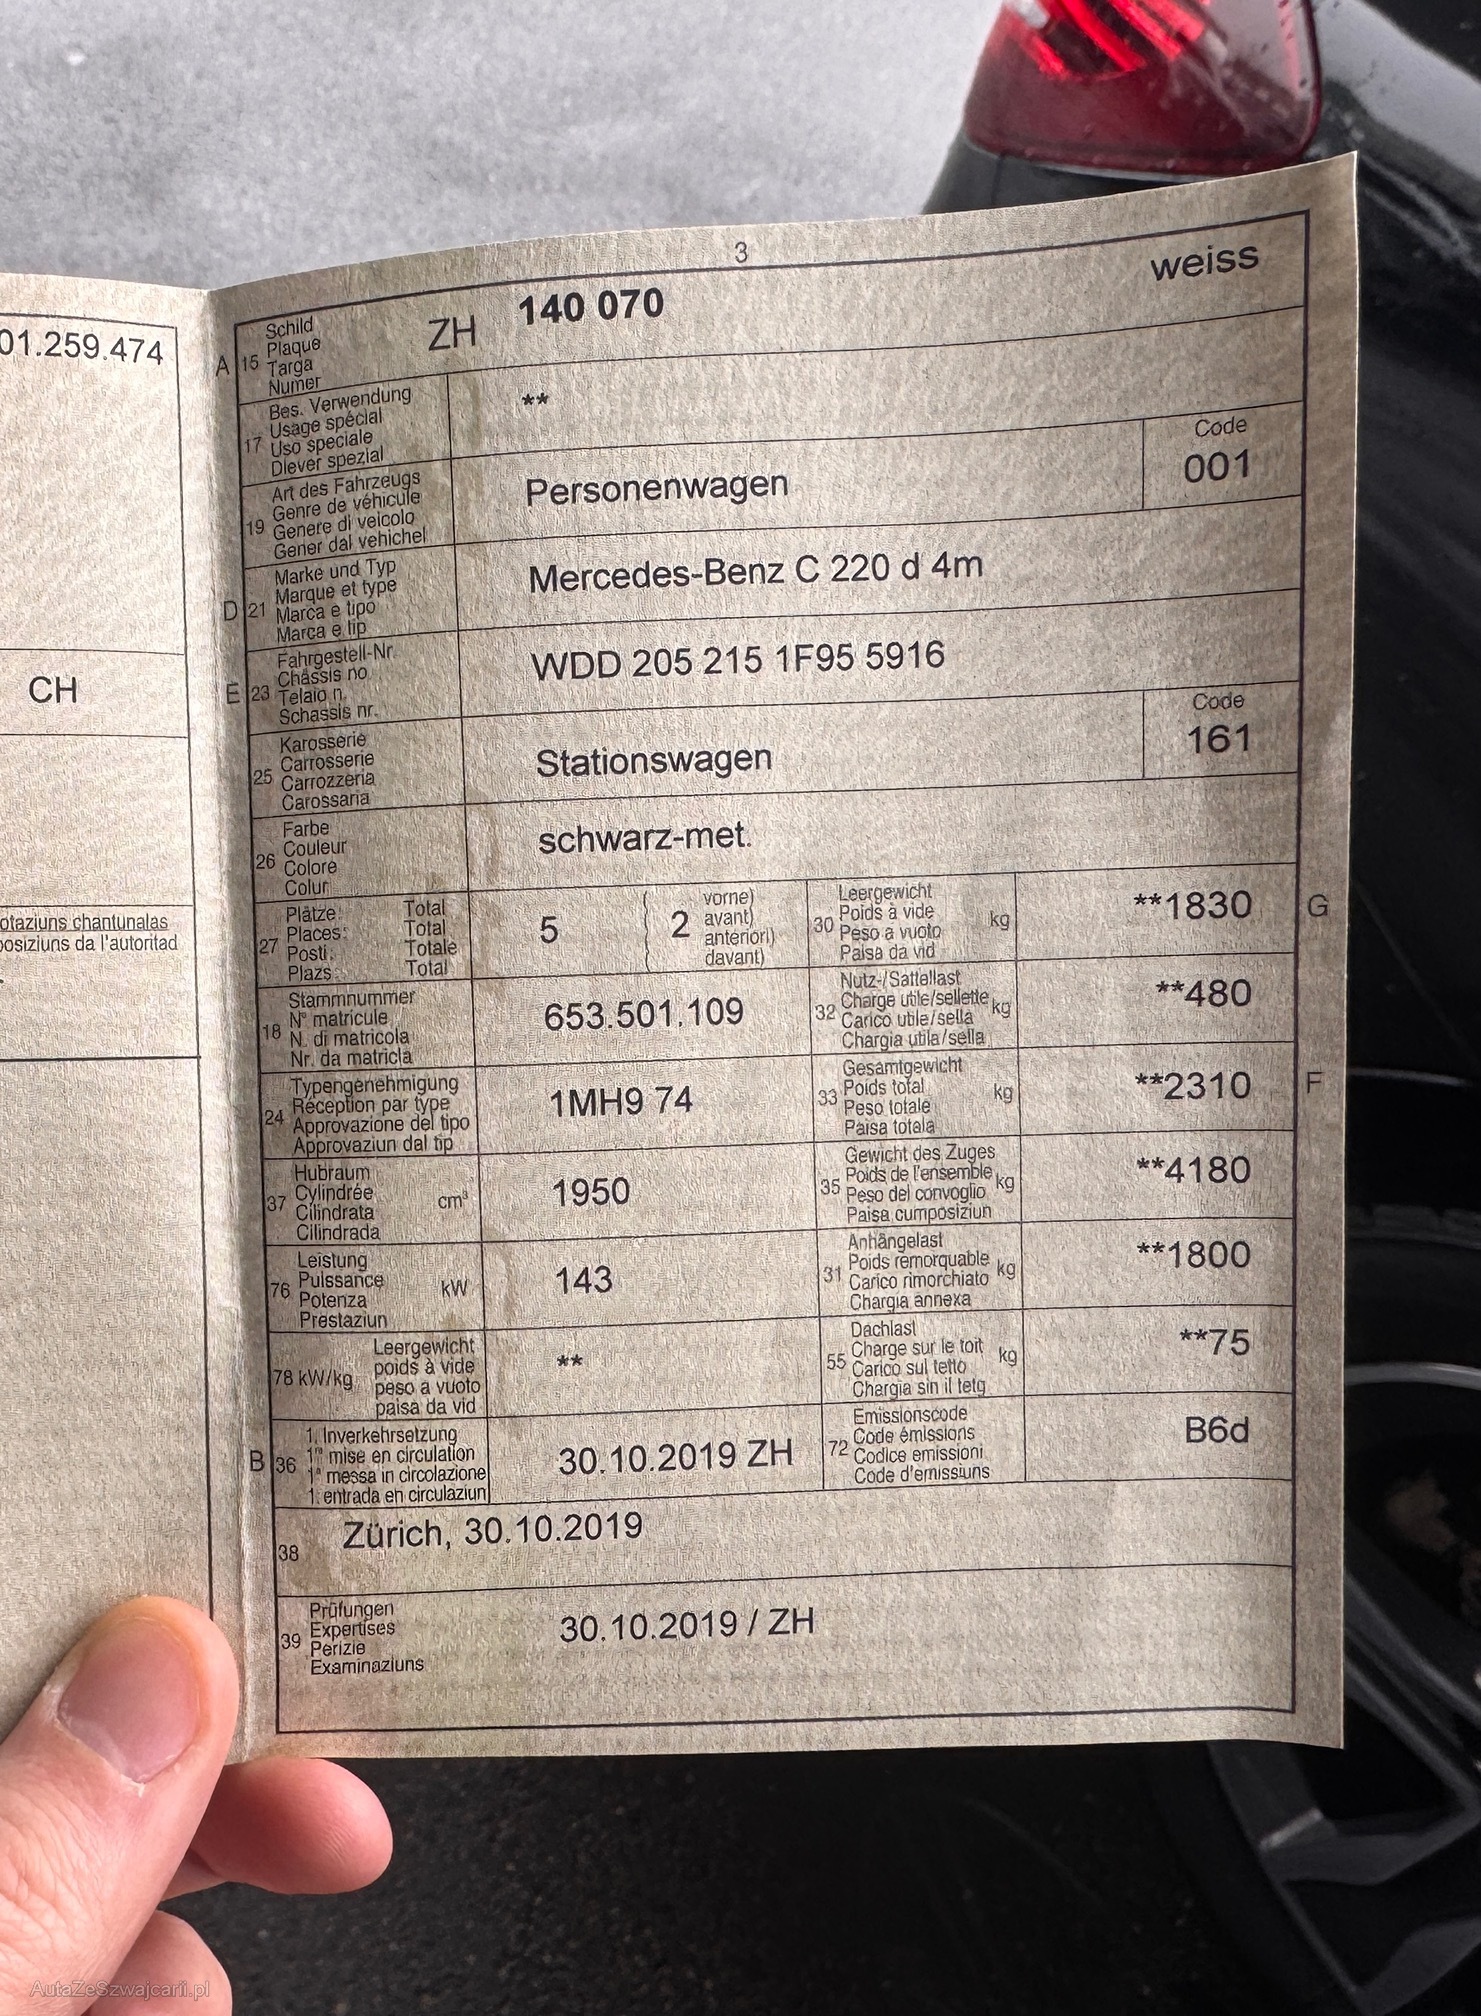 01.259.474
CH
otaziuns chantunalas
posiziuns da l'autoritad
3
A 15 Schild
Plaque
Targa
Numer
ZH 140 070 weiss
17 Bes. Verwendung
Usage spécial
Uso speciale
Diever spezial
**
19 Art des Fahrzeugs
Genre de véhicule
Genere di veicolo
Gener dal vehichel
Personenwagen
Code
001
D 21 Marke und Typ
Marque et type
Marca e tipo
Marca e tip
Mercedes-Benz C 220 d 4m
E 23 Fahrgestell-Nr.
Châssis no
Telaio n.
Schassis nr.
WDD 205 215 1F95 5916
25 Karosserie
Carrosserie
Carrozzeria
Carossaria
Stationswagen
Code
161
26 Farbe
Couleur
Colore
Colur
schwarz-met.
27 Plätze: Total
Places: Total
Posti: Totale
Plazs: Total
5 ( 2 vorne)
avant)
anteriori)
davant)
30 Leergewicht
Poids à vide
Peso a vuoto
Paisa da vid
kg
**1830 G
18 Stammnummer
N° matricule
N. di matricola
Nr. da matricla
653.501.109
32 Nutz-/Sattellast
Charge utile/sellette
Carico utile/sella
Chargia utila/sella
kg
**480
24 Typengenehmigung
Réception par type
Approvazione del tipo
Approvaziun dal tip
1MH9 74
33 Gesamtgewicht
Poids total
Peso totale
Paisa totala
kg
**2310 F
37 Hubraum
Cylindrée
Cilindrata
Cilindrada
cm³
1950
35 Gewicht des Zuges
Poids de l'ensemble
Peso del convoglio
Paisa cumposiziun
kg
**4180
76 Leistung
Puissance
Potenza
Prestaziun
kW
143
31 Anhängelast
Poids remorquable
Carico rimorchiato
Chargia annexa
kg
**1800
78 kW/kg
Leergewicht
poids à vide
peso a vuoto
paisa da vid
**
55 Dachlast
Charge sur le toit
Carico sul tetto
Chargia sin il tetg
kg
**75
B 36 1. Inverkehrsetzung
1re mise en circulation
1a messa in circolazione
1. entrada en circulaziun
30.10.2019 ZH
72 Emissionscode
Code émissions
Codice emissioni
Code d'emissiuns
B6d
38 Zürich, 30.10.2019
39 Prüfungen
Expertises
Perizie
Examinaziuns
30.10.2019 / ZH
AutaZeSzwajcarii.pl